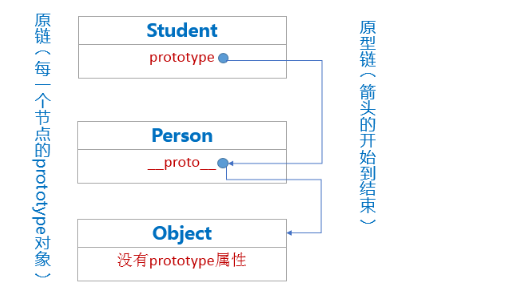 原链（每一个节点的prototype对象）
Student
prototype
Person
__proto__
Object
没有prototype属性
原型链（箭头的开始到结束）